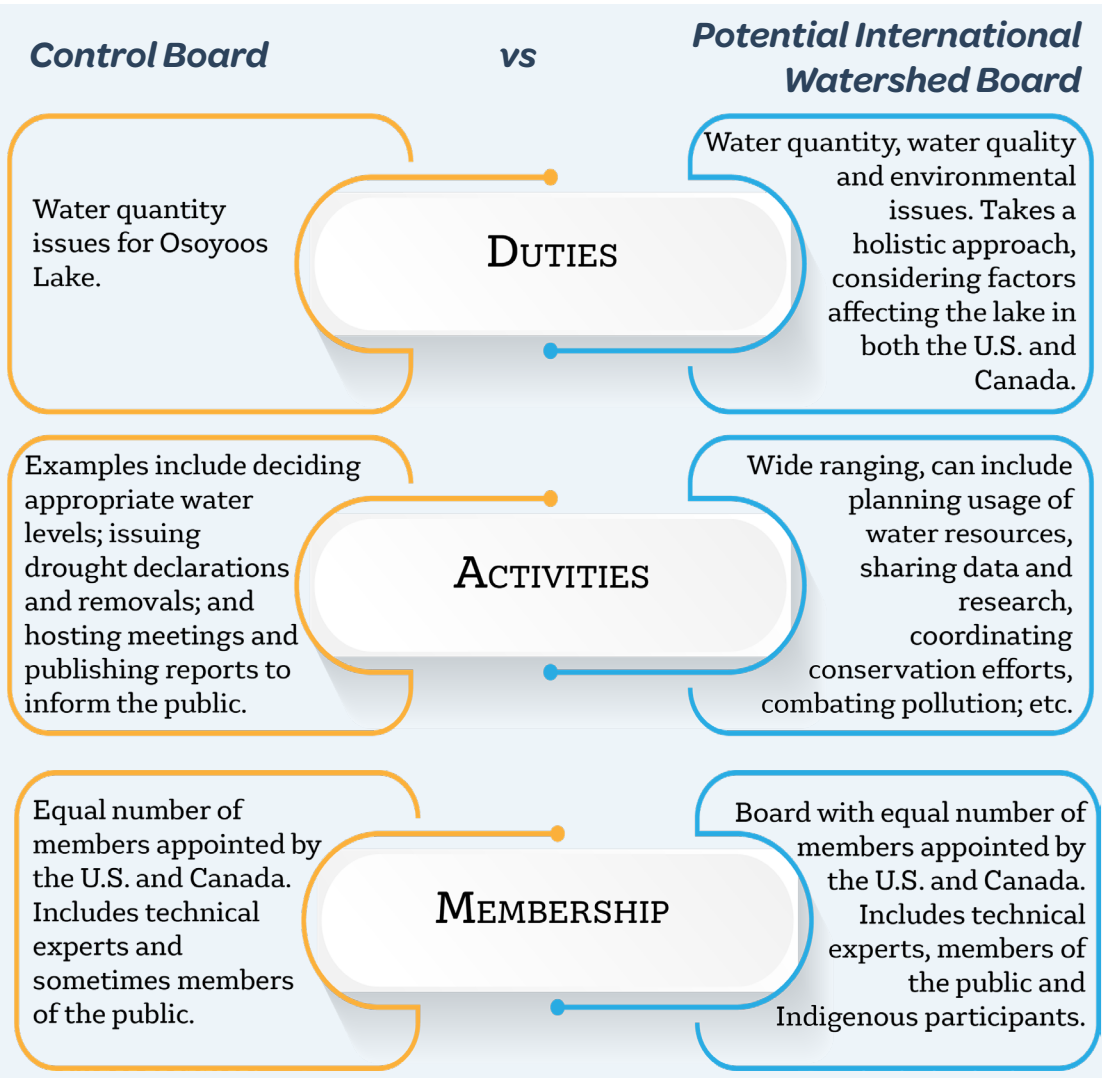 Control Board
vs
Potential International
Watershed Board
Water quantity
issues for Osoyoos
Lake.
DUTIES
Water quantity, water quality
and environmental
issues. Takes a
holistic approach,
considering factors
affecting the lake in
both the U.S. and
Canada.
Examples include deciding
appropriate water
levels; issuing
drought declarations
and removals; and
hosting meetings and
publishing reports to
inform the public.
ACTIVITIES
Wide ranging, can include
planning usage of
water resources,
sharing data and
research,
coordinating
conservation efforts,
combating pollution; etc.
Equal number of
members appointed by
the U.S. and Canada.
Includes technical
experts and
sometimes members
of the public.
MEMBERSHIP
Board with equal number of
members appointed by
the U.S. and Canada.
Includes technical
experts, members of
the public and
Indigenous participants.